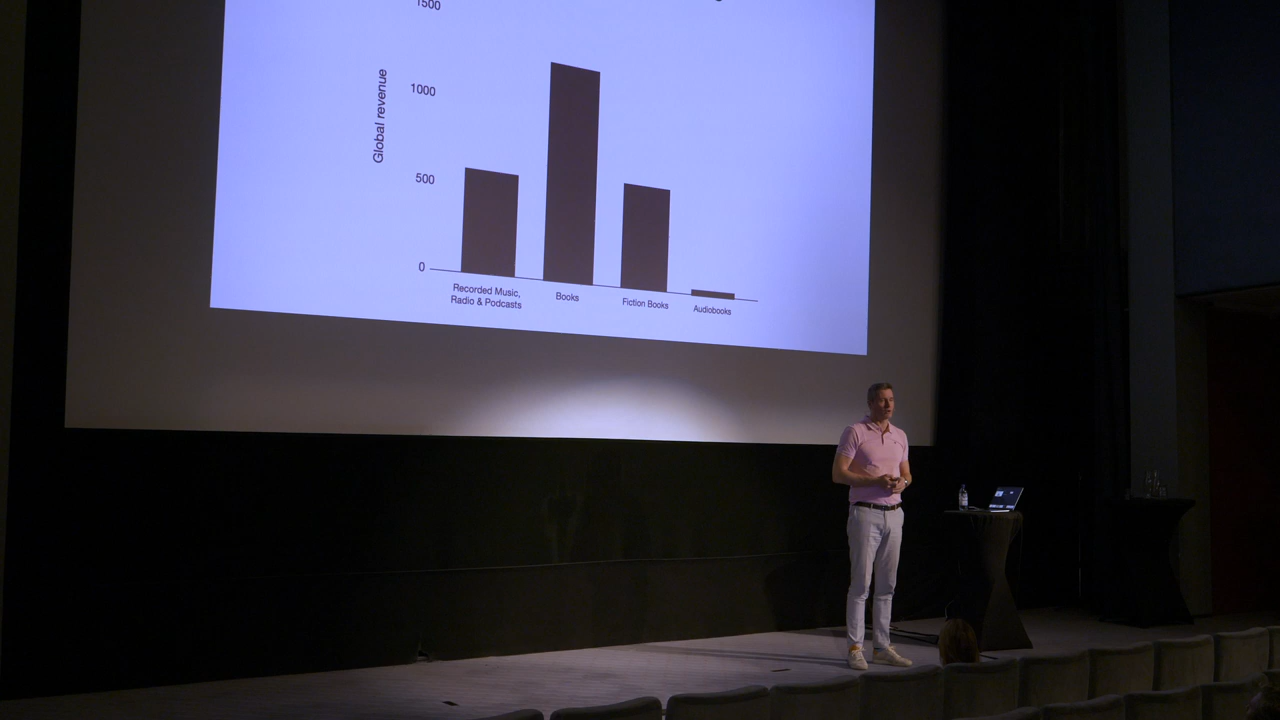 1500
1000
500
0
Global revenue
Recorded Music,
Radio & Podcasts
Books
Fiction Books
Audiobooks